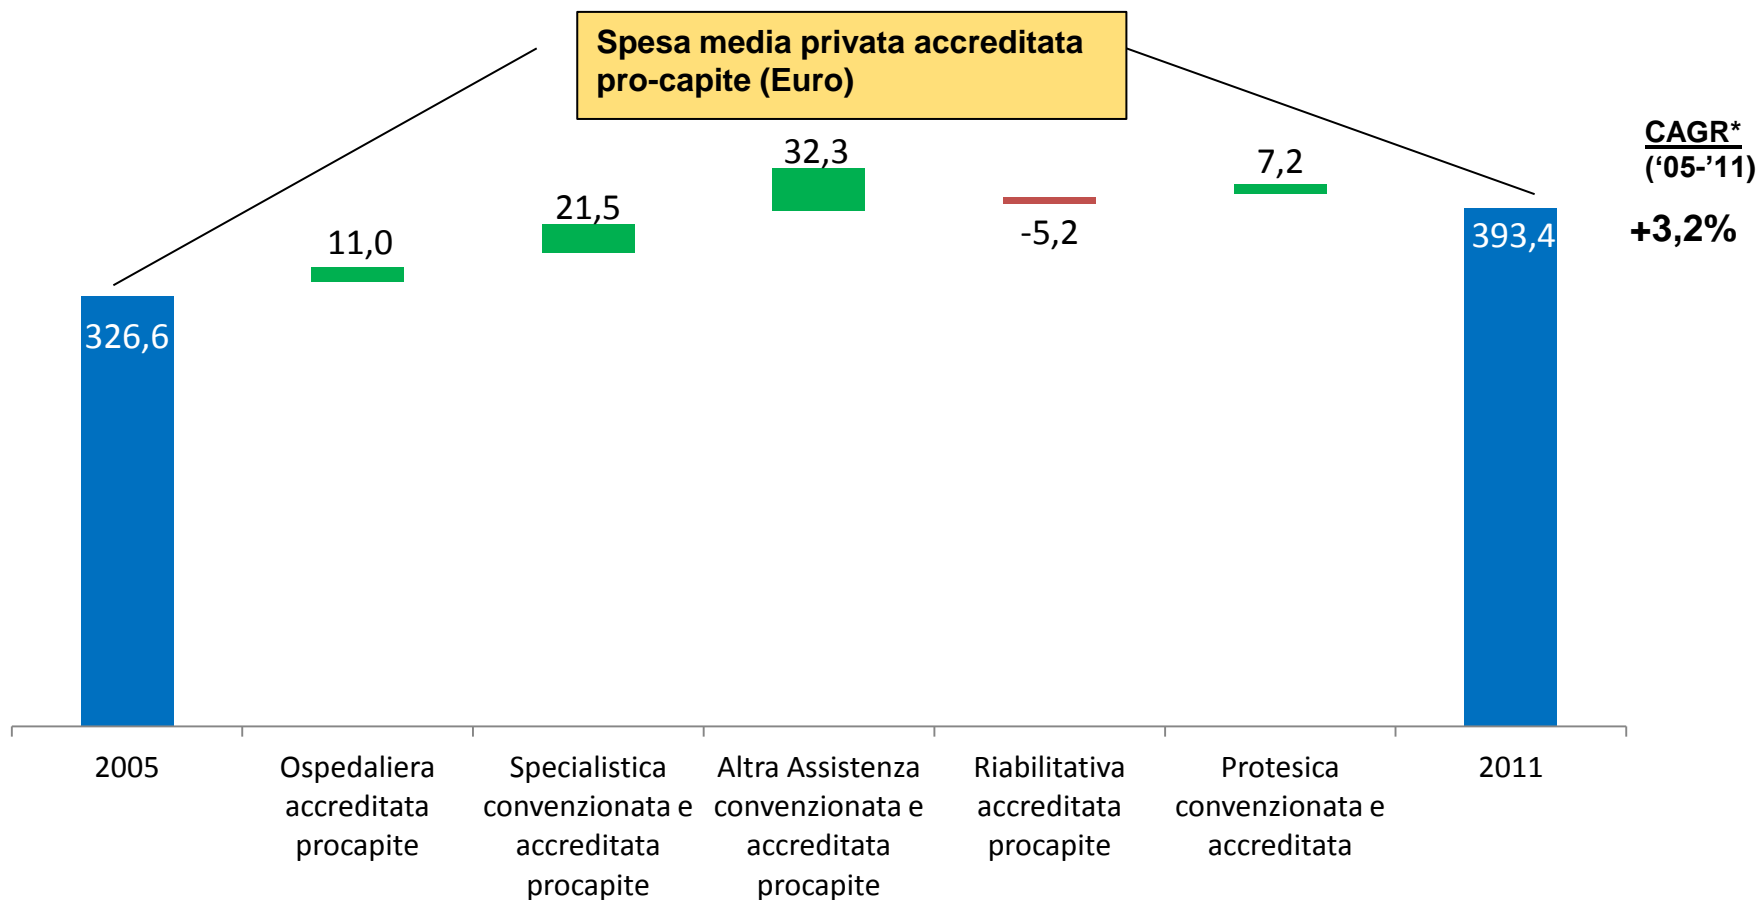 Spesa media privata accreditata
pro-capite (Euro)
CAGR*
(‘05-’11)
+3,2%
326,6
11,0
21,5
32,3
-5,2
7,2
393,4
2005
Ospedaliera
accreditata
procapite
Specialistica
convenzionata e
accreditata
procapite
Altra Assistenza
convenzionata e
accreditata
procapite
Riabilitativa
accreditata
procapite
Protesica
convenzionata e
accreditata
2011